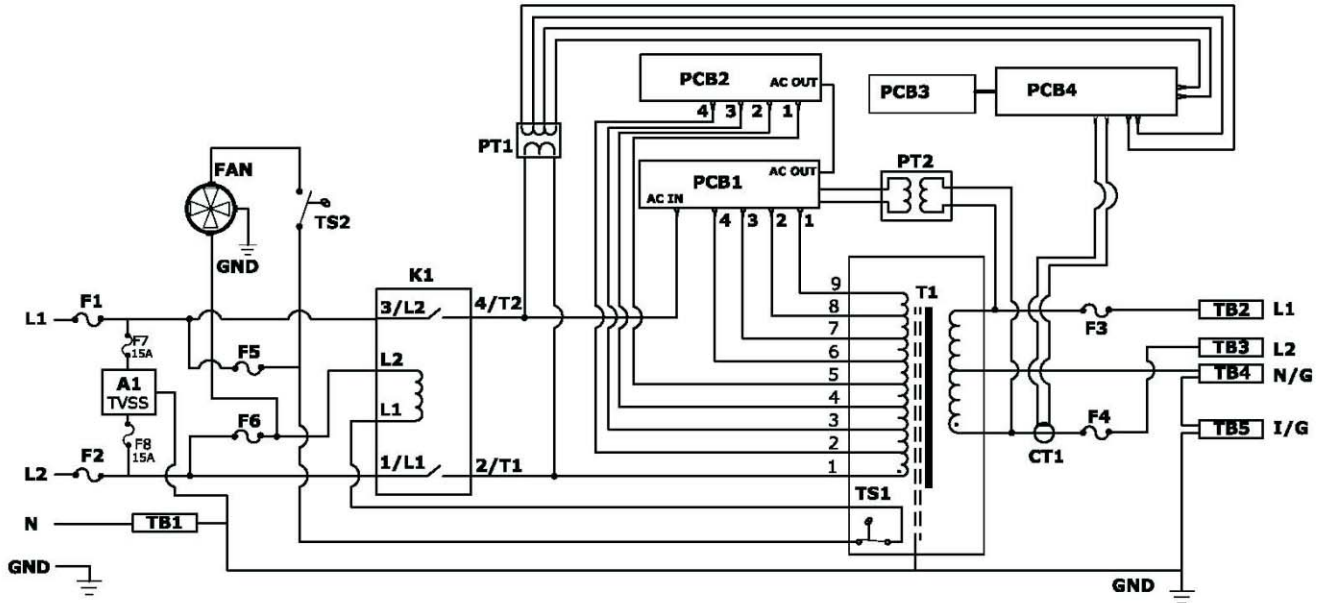 PCB2
AC OUT
4 3 2 1
PCB3
PCB4
PT1
FAN
TS2
GND
PCB1
AC OUT
AC IN
4 3 2 1
PT2
K1
L1
F1
3/L2
4/T2
F7
15A
F5
L2
A1
TVSS
L1
F6
F8
15A
L2
F2
1/L1
2/T1
N
TB1
GND
9
8
7
6
5
4
3
2
1
T1
TS1
F3
TB2 L1
TB3 L2
TB4 N/G
F4
TB5 I/G
CT1
GND